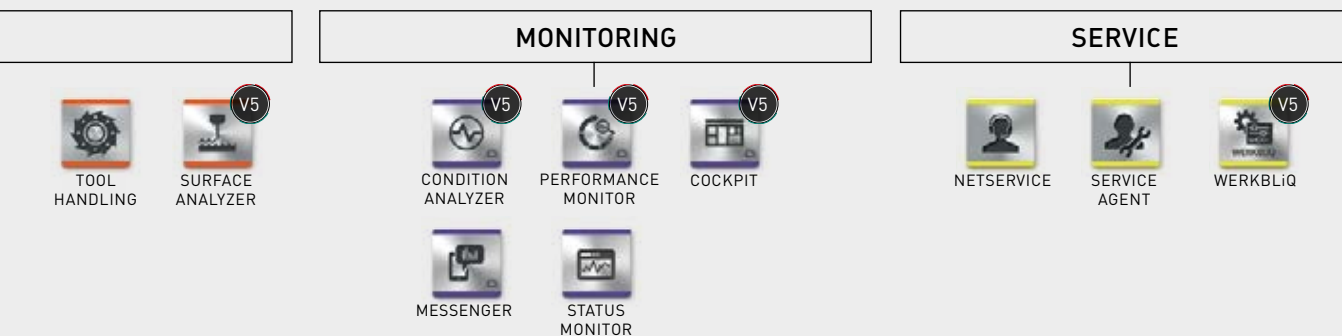 MONITORING
SERVICE
V5
V5
V5
V5
V5
WERKBLiQ
TOOL
HANDLING
SURFACE
ANALYZER
CONDITION
ANALYZER
PERFORMANCE
MONITOR
COCKPIT
NETSERVICE
SERVICE
AGENT
WERKBLiQ
MESSENGER
STATUS
MONITOR